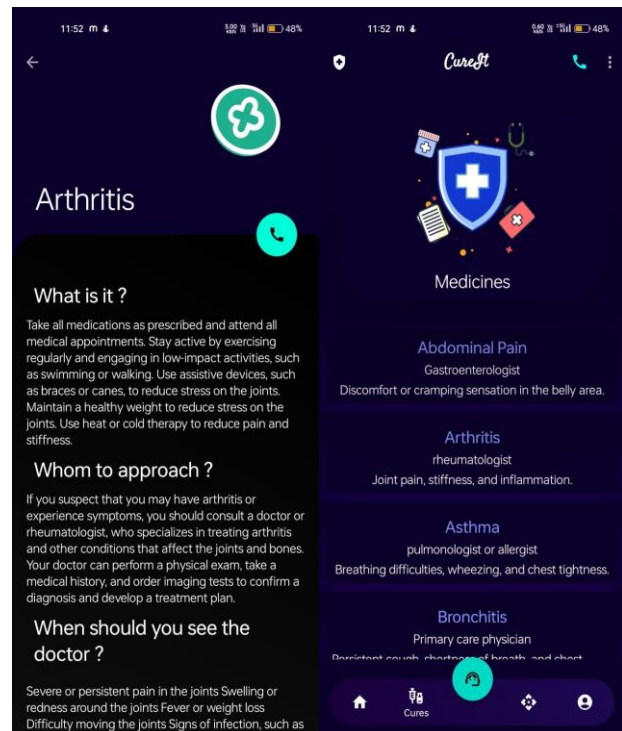 11:52 m
48%
Arthritis
What is it ?
Take all medications as prescribed and attend all
medical appointments. Stay active by exercising
regularly and engaging in low-impact activities, such
as swimming or walking. Use assistive devices, such
as braces or canes, to reduce stress on the joints.
Maintain a healthy weight to reduce stress on the
joints. Use heat or cold therapy to reduce pain and
stiffness.
Whom to approach ?
If you suspect that you may have arthritis or
experience symptoms, you should consult a doctor or
rheumatologist, who specializes in treating arthritis
and other conditions that affect the joints and bones.
Your doctor can perform a physical exam, take a
medical history, and order imaging tests to confirm a
diagnosis and develop a treatment plan.
When should you see the
doctor ?
Severe or persistent pain in the joints Swelling or
redness around the joints Fever or weight loss
Difficulty moving the joints Signs of infection, such as
11:52 m
48%
CureIt
Medicines
Abdominal Pain
Gastroenterologist
Discomfort or cramping sensation in the belly area.
Arthritis
rheumatologist
Joint pain, stiffness, and inflammation.
Asthma
pulmonologist or allergist
Breathing difficulties, wheezing, and chest tightness.
Bronchitis
Primary care physician
Persistent cough, shortness of breath, and chest
Cures